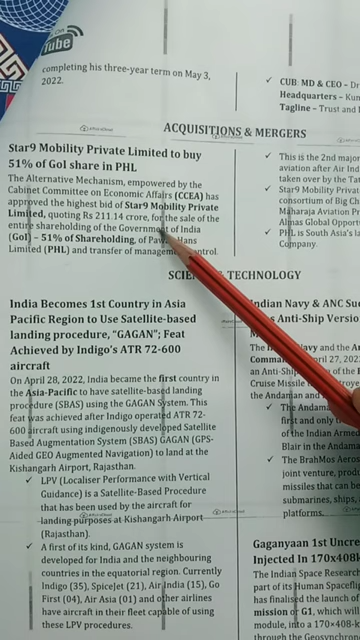 Tube
completing his three-year term on May 3,
2022.
✓ CUB: MD & CEO – Dr
Headquarters – Kum
Tagline – Trust and
ACQUISITIONS & MERGERS
Star9 Mobility Private Limited to buy
51% of GoI share in PHL
The Alternative Mechanism, empowered by the
Cabinet Committee on Economic Affairs (CCEA) has
approved the highest bid of Star9 Mobility Private
Limited, quoting Rs 211.14 crore, for the sale of the
entire shareholding of the Government of India
(GoI) – 51% of Shareholding, of Pawan Hans
Limited (PHL) and transfer of management control.
✓ This is the 2nd major
aviation after Air Ind
taken over by the Tat
✓ Star9 Mobility Priva
consortium of Big Ch
Maharaja Aviation Pr
Almas Global Opport
✓ PHL is South Asia's la
Company.
SCIENCE & TECHNOLOGY
India Becomes 1st Country in Asia
Pacific Region to Use Satellite-based
landing procedure, "GAGAN"; Feat
Achieved by Indigo's ATR 72-600
aircraft
On April 28, 2022, India became the first country in
the Asia-Pacific to have satellite-based landing
procedure (SBAS) using the GAGAN System. This
feat was achieved after Indigo operated ATR 72-
600 aircraft using indigenously developed Satellite
Based Augmentation System (SBAS) GAGAN (GPS-
Aided GEO Augmented Navigation) to land at the
Kishangarh Airport, Rajasthan.
✓ LPV (Localiser Performance with Vertical
Guidance) is a Satellite-Based Procedure
that has been used by the aircraft for
landing purposes at Kishangarh Airport
(Rajasthan).
✓ A first of its kind, GAGAN system is
developed for India and the neighbouring
countries in the equatorial region. Currently
Indigo (35), SpiceJet (21), Air India (15), Go
First (04), Air Asia (01) and other airlines
have aircraft in their fleet capable of using
these LPV procedures.
Indian Navy & ANC Suc
Anti-Ship Versio
The Navy and the Ar
Comman April 27, 202
an Anti-Ship of the
Cruise Missile from
the Andaman and
✓ The Andama
first and only
of the Indian Armed
Blair in the Andama
✓ The BrahMos Aeros
joint venture, produ
missiles that can be
submarines, ships,
platforms.
Gaganyaan 1st Uncre
Injected In 170x408k
The Indian Space Resear
part of its Human Spacefli
has finalised the launch of
mission or G1, which will
module, into a 170x408-k
through the Geosynchron